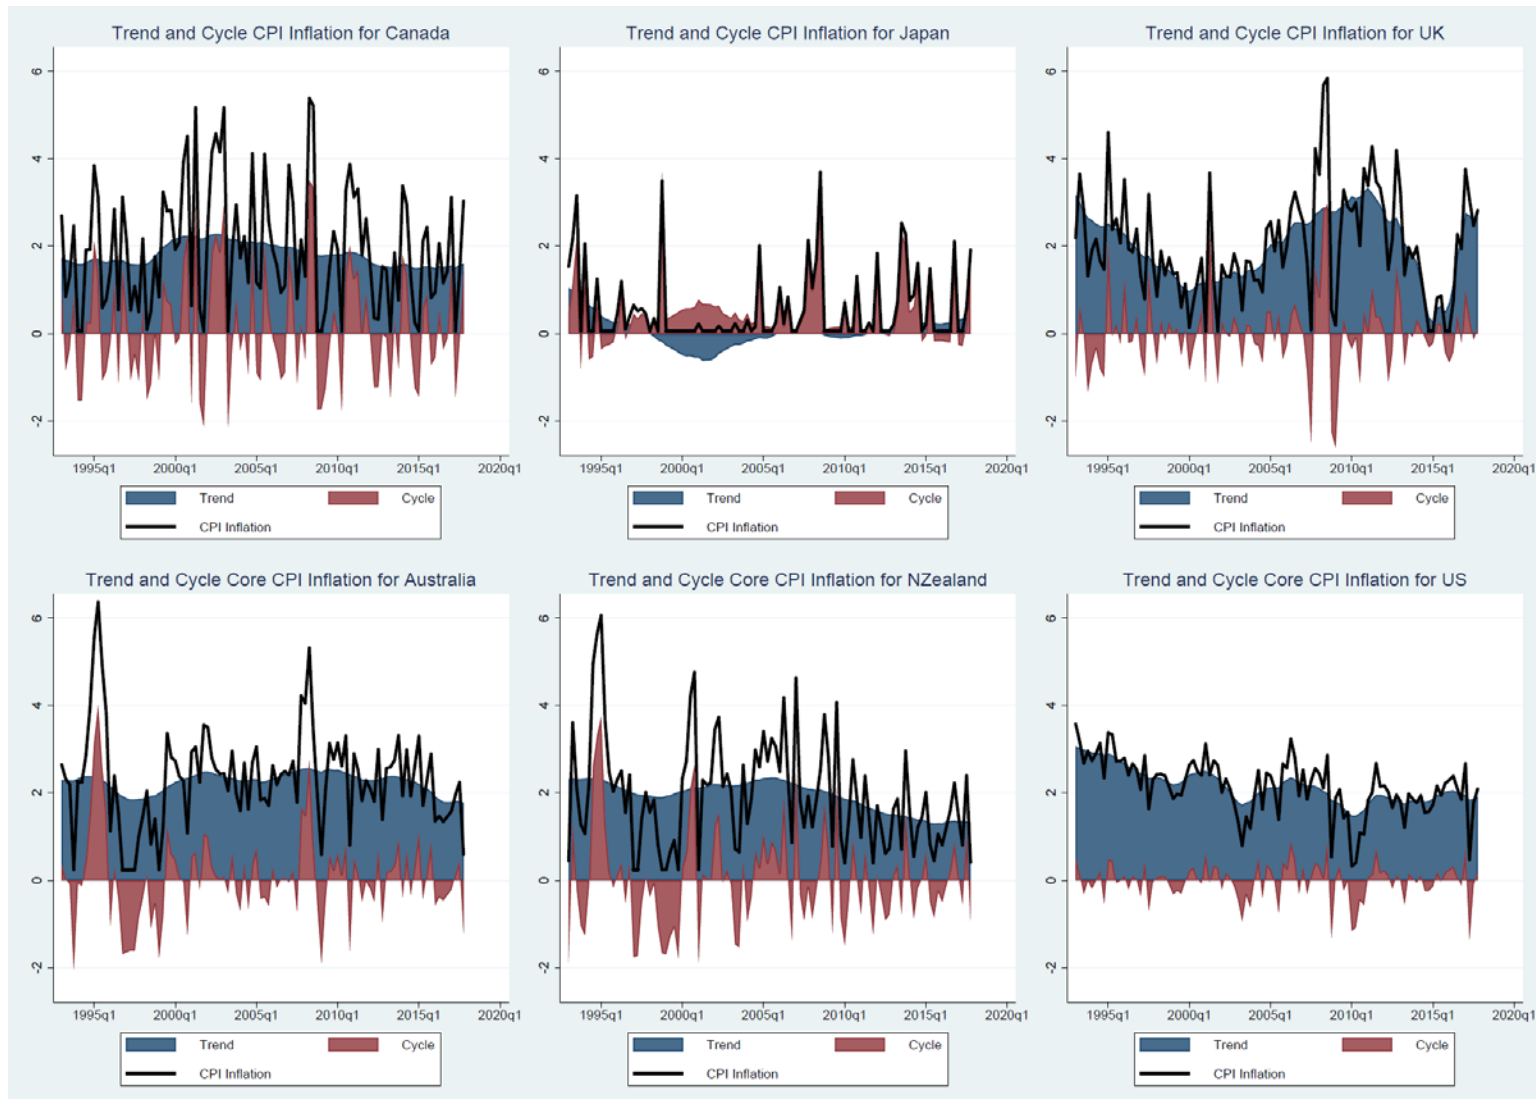 Trend and Cycle CPI Inflation for Canada
6
4
2
0
-2
1995q1 2000q1 2005q1 2010q1 2015q1 2020q1
Trend Cycle
CPI Inflation
Trend and Cycle CPI Inflation for Japan
6
4
2
0
-2
1995q1 2000q1 2005q1 2010q1 2015q1 2020q1
Trend Cycle
CPI Inflation
Trend and Cycle CPI Inflation for UK
6
4
2
0
-2
1995q1 2000q1 2005q1 2010q1 2015q1 2020q1
Trend Cycle
CPI Inflation
Trend and Cycle Core CPI Inflation for Australia
6
4
2
0
-2
1995q1 2000q1 2005q1 2010q1 2015q1 2020q1
Trend Cycle
CPI Inflation
Trend and Cycle Core CPI Inflation for NZealand
6
4
2
0
-2
1995q1 2000q1 2005q1 2010q1 2015q1 2020q1
Trend Cycle
CPI Inflation
Trend and Cycle Core CPI Inflation for US
6
4
2
0
-2
1995q1 2000q1 2005q1 2010q1 2015q1 2020q1
Trend Cycle
CPI Inflation